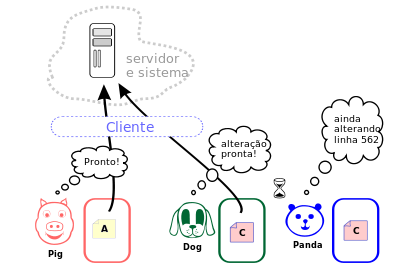 servidor
e sistema
Cliente
Pronto!
alteração
pronta!
ainda
alterando
linha 562
A
C
C
Pig
Dog
Panda